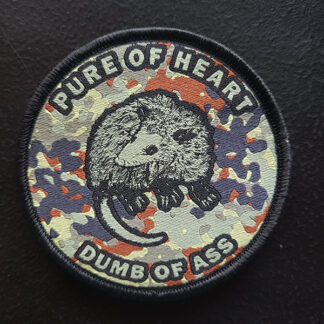 PURE OF HEART
DUMB OF ASS